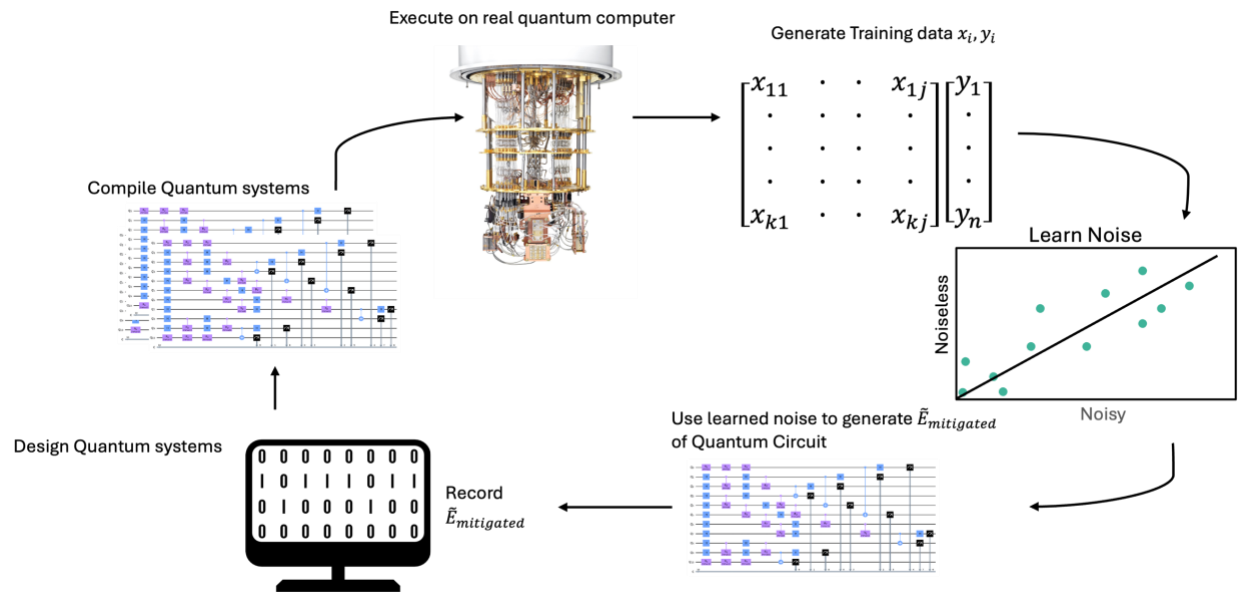 Execute on real quantum computer
Generate Training data xᵢ, yᵢ
x₁₁ · · x₁ⱼ y₁
· · · · ·
· · · · ·
· · · · ·
xₖ₁ · · xₖⱼ yₙ
Compile Quantum systems
Learn Noise
Noiseless
Noisy
Use learned noise to generate Ẽ_mitigated
of Quantum Circuit
Design Quantum systems
0 0 0 0 0 0 0 0
I 0 I 0 I 0 I I
0 I 0 0 0 I 0 0
0 0 0 0 0 0 0 0
Record
Ẽ_mitigated